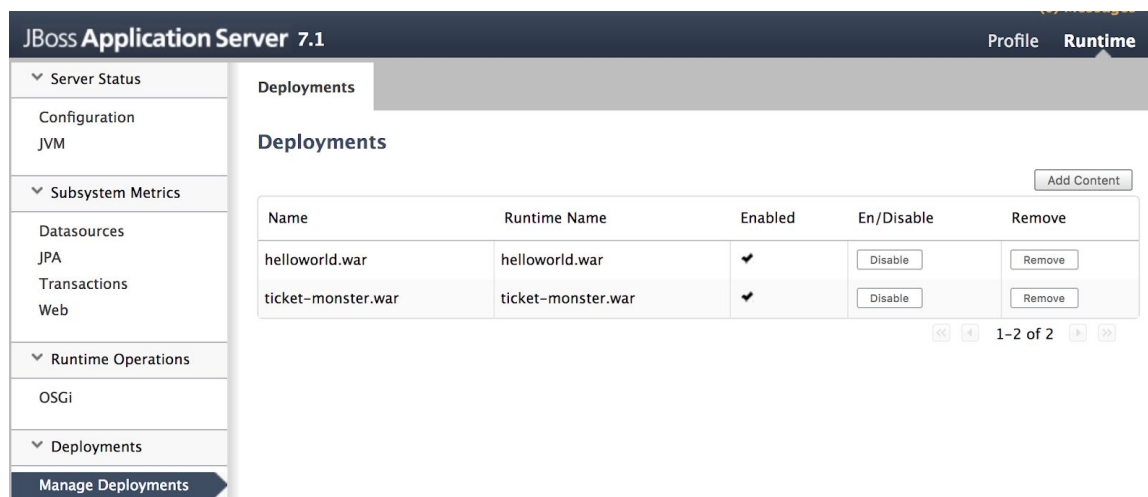 JBoss Application Server 7.1
Profile Runtime
Server Status
Configuration
JVM
Subsystem Metrics
Datasources
JPA
Transactions
Web
Runtime Operations
OSGi
Deployments
Manage Deployments
Deployments
Deployments
Add Content
Name Runtime Name Enabled En/Disable Remove
helloworld.war helloworld.war Disable Remove
ticket-monster.war ticket-monster.war Disable Remove
1-2 of 2